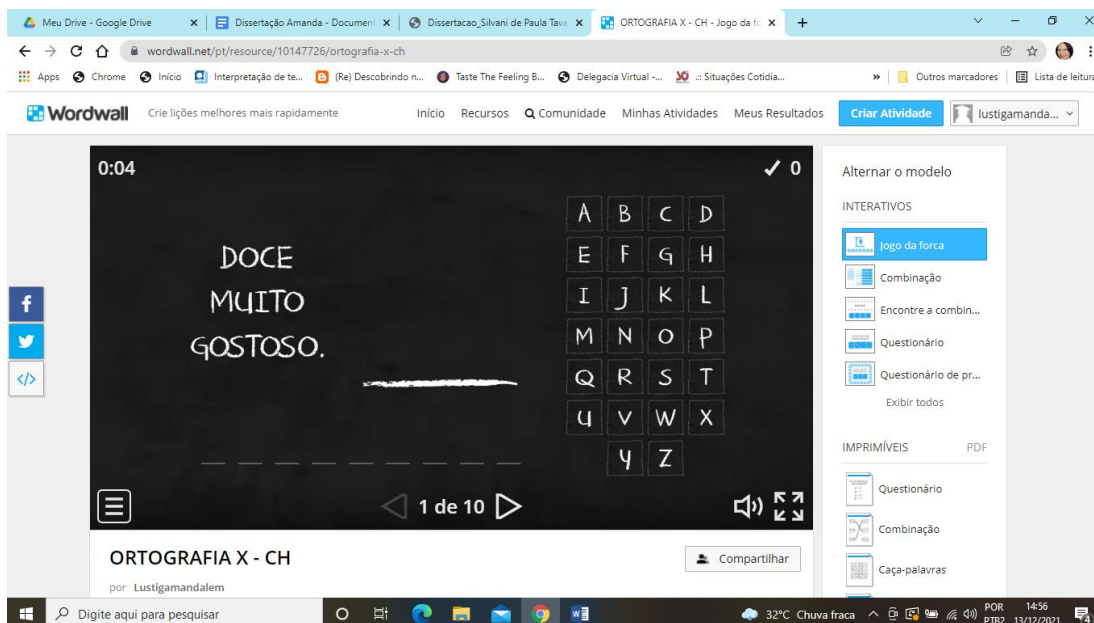 Meu Drive - Google Drive
Dissertação Amanda - Document
Dissertacao_Silvani de Paula Tava
ORTOGRAFIA X - CH - Jogo da fo
wordwall.net/pt/resource/10147726/ortografia-x-ch
Apps Chrome Início Interpretação de te... (Re) Descobrindo n... Taste The Feeling B... Delegacia Virtual -... .:: Situações Cotidia... » Outros marcadores Lista de leitura
Wordwall Crie lições melhores mais rapidamente Início Recursos Comunidade Minhas Atividades Meus Resultados Criar Atividade lustigamanda...
0:04
0
DOCE
MUITO
GOSTOSO.
A B C D
E F G H
I J K L
M N O P
Q R S T
U V W X
Y Z
1 de 10
ORTOGRAFIA X - CH
Compartilhar
por Lustigamandalem
Alternar o modelo
INTERATIVOS
Jogo da forca
Combinação
Encontre a combin...
Questionário
Questionário de pr...
Exibir todos
IMPRIMÍVEIS PDF
Questionário
Combinação
Caça-palavras
Digite aqui para pesquisar
32°C Chuva fraca
POR
PTB2
14:56
13/12/2021